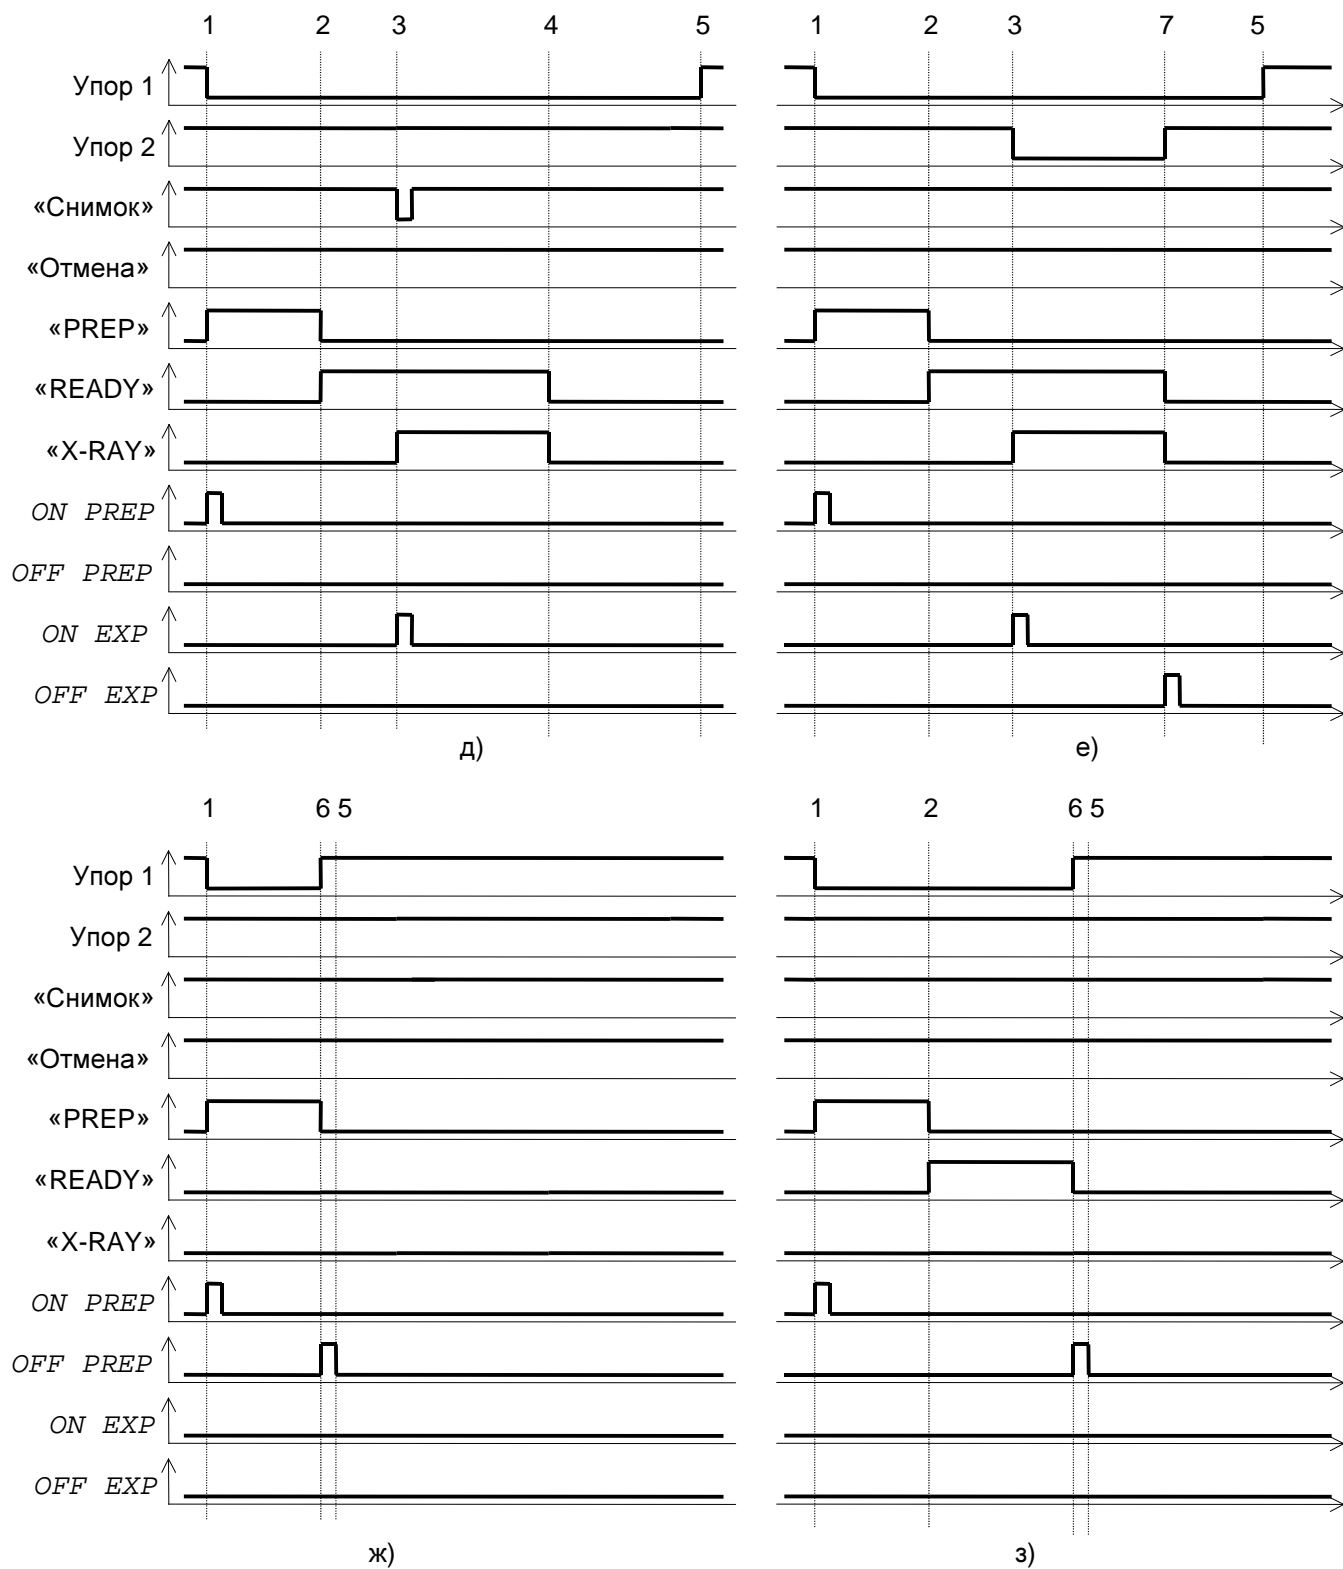 1 2 3 4 5 1 2 3 7 5
Упор 1
Упор 2
«Снимок»
«Отмена»
«PREP»
«READY»
«X-RAY»
ON PREP
OFF PREP
ON EXP
OFF EXP
д) е)
1 6 5 1 2 6 5
Упор 1
Упор 2
«Снимок»
«Отмена»
«PREP»
«READY»
«X-RAY»
ON PREP
OFF PREP
ON EXP
OFF EXP
ж) з)